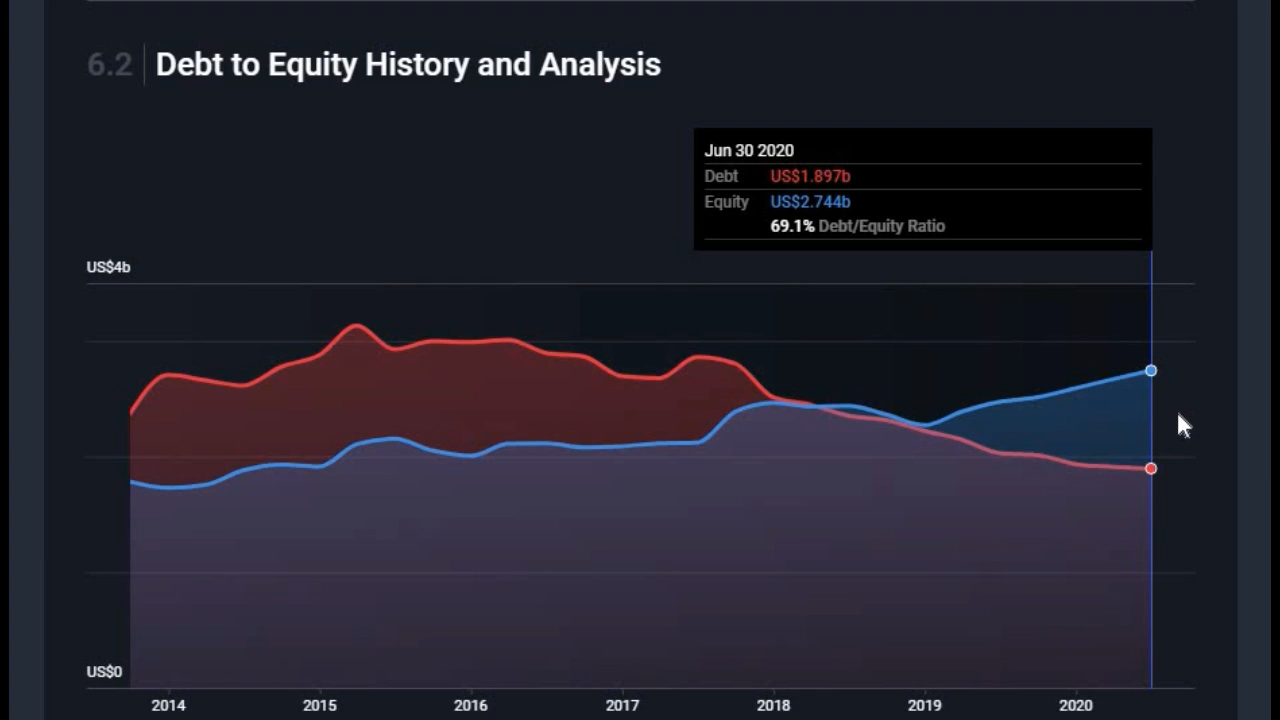 6.2 Debt to Equity History and Analysis
Jun 30 2020
Debt US$1.897b
Equity US$2.744b
69.1% Debt/Equity Ratio
US$4b
US$0
2014 2015 2016 2017 2018 2019 2020